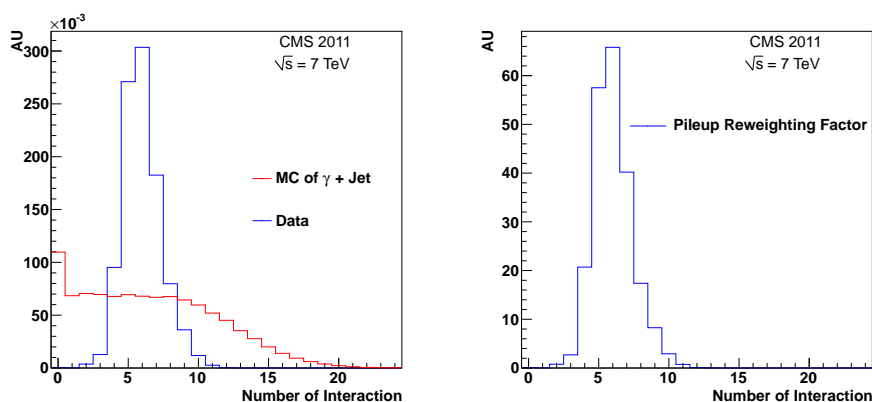 ×10⁻³
AU
300
250
200
150
100
50
0
0 5 10 15 20
Number of Interaction
CMS 2011
√s = 7 TeV
MC of γ + Jet
Data
AU
60
50
40
30
20
10
0
0 5 10 15 20
Number of Interaction
CMS 2011
√s = 7 TeV
Pileup Reweighting Factor